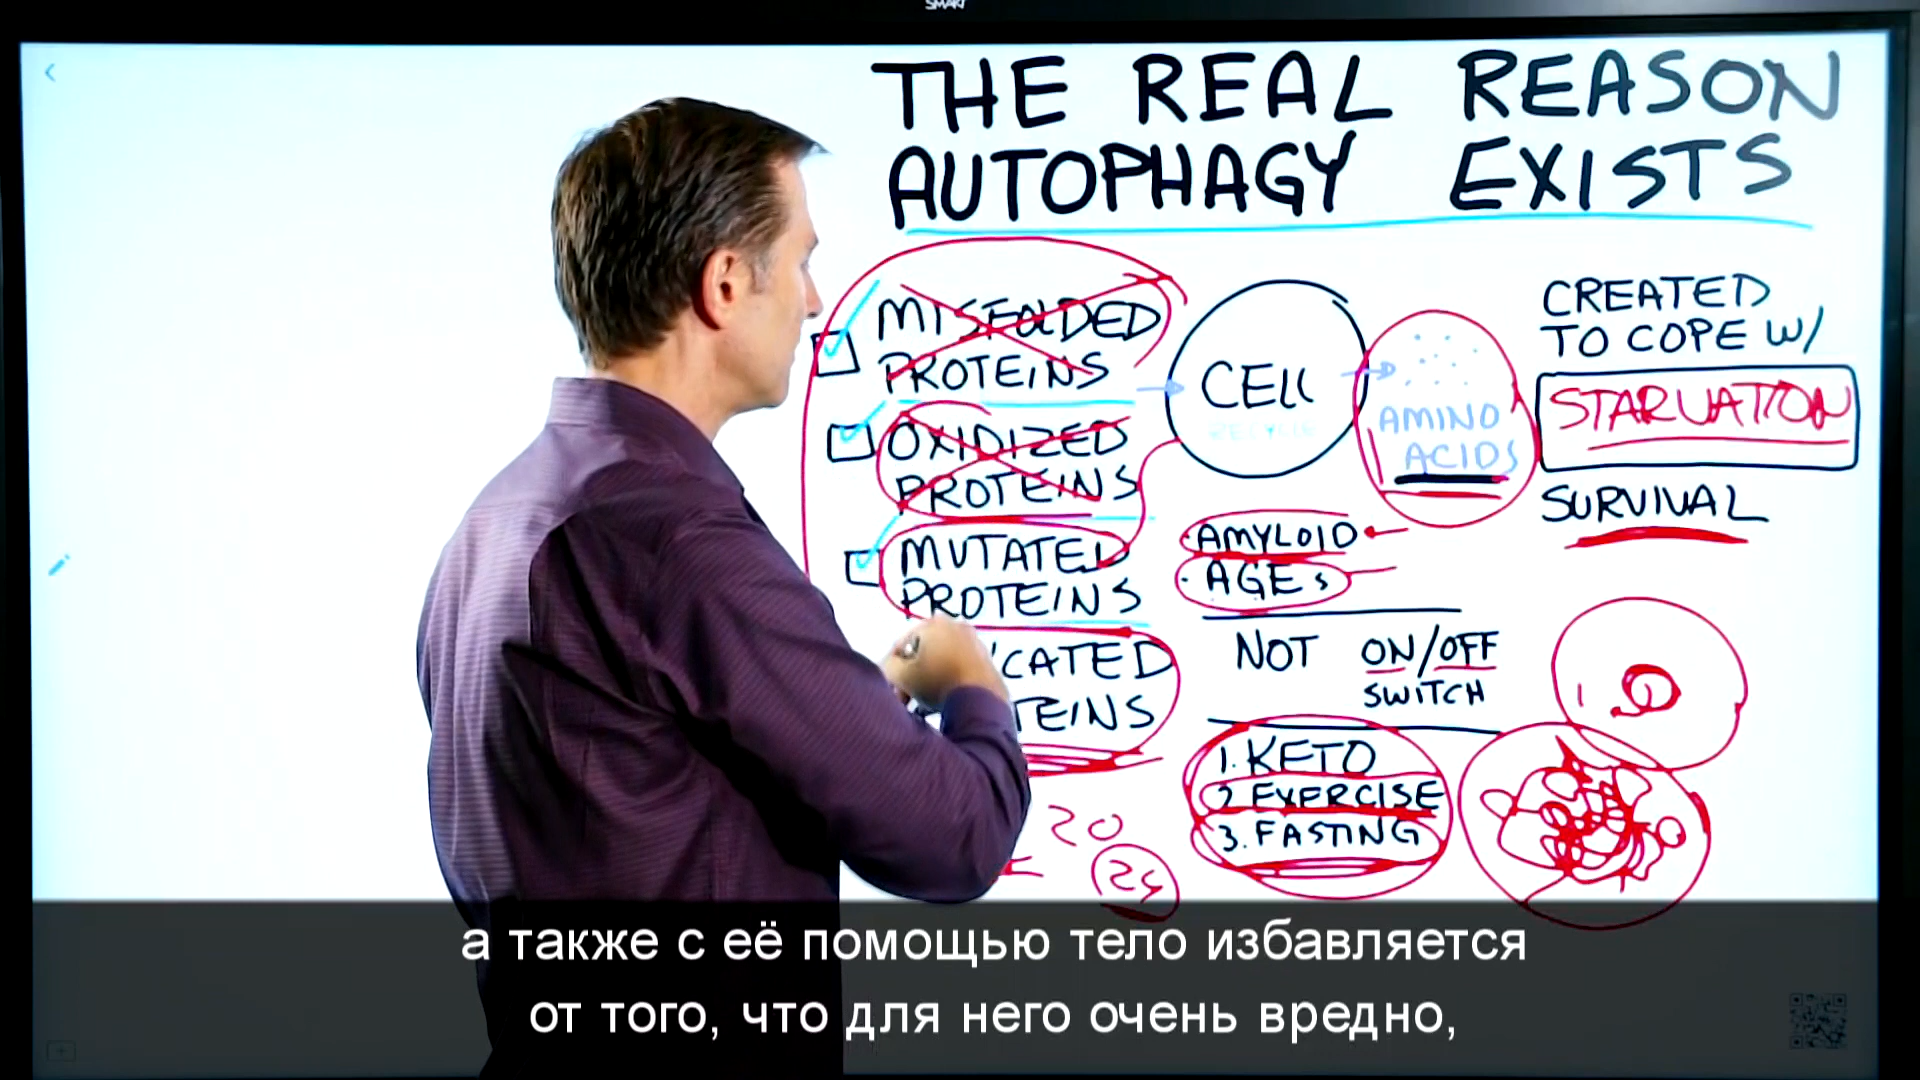 SMART
THE REAL REASON
AUTOPHAGY EXISTS
MISFOLDED
PROTEINS
OXIDIZED
PROTEINS
MUTATED
PROTEINS
CATED
TEINS
20
CELL
RECYCLE
AMINO
ACIDS
CREATED
TO COPE W/
STARVATION
SURVIVAL
AMYLOID
AGEs
NOT ON/OFF
SWITCH
1. KETO
2 EXERCISE
3. FASTING
а также с её помощью тело избавляется
от того, что для него очень вредно,